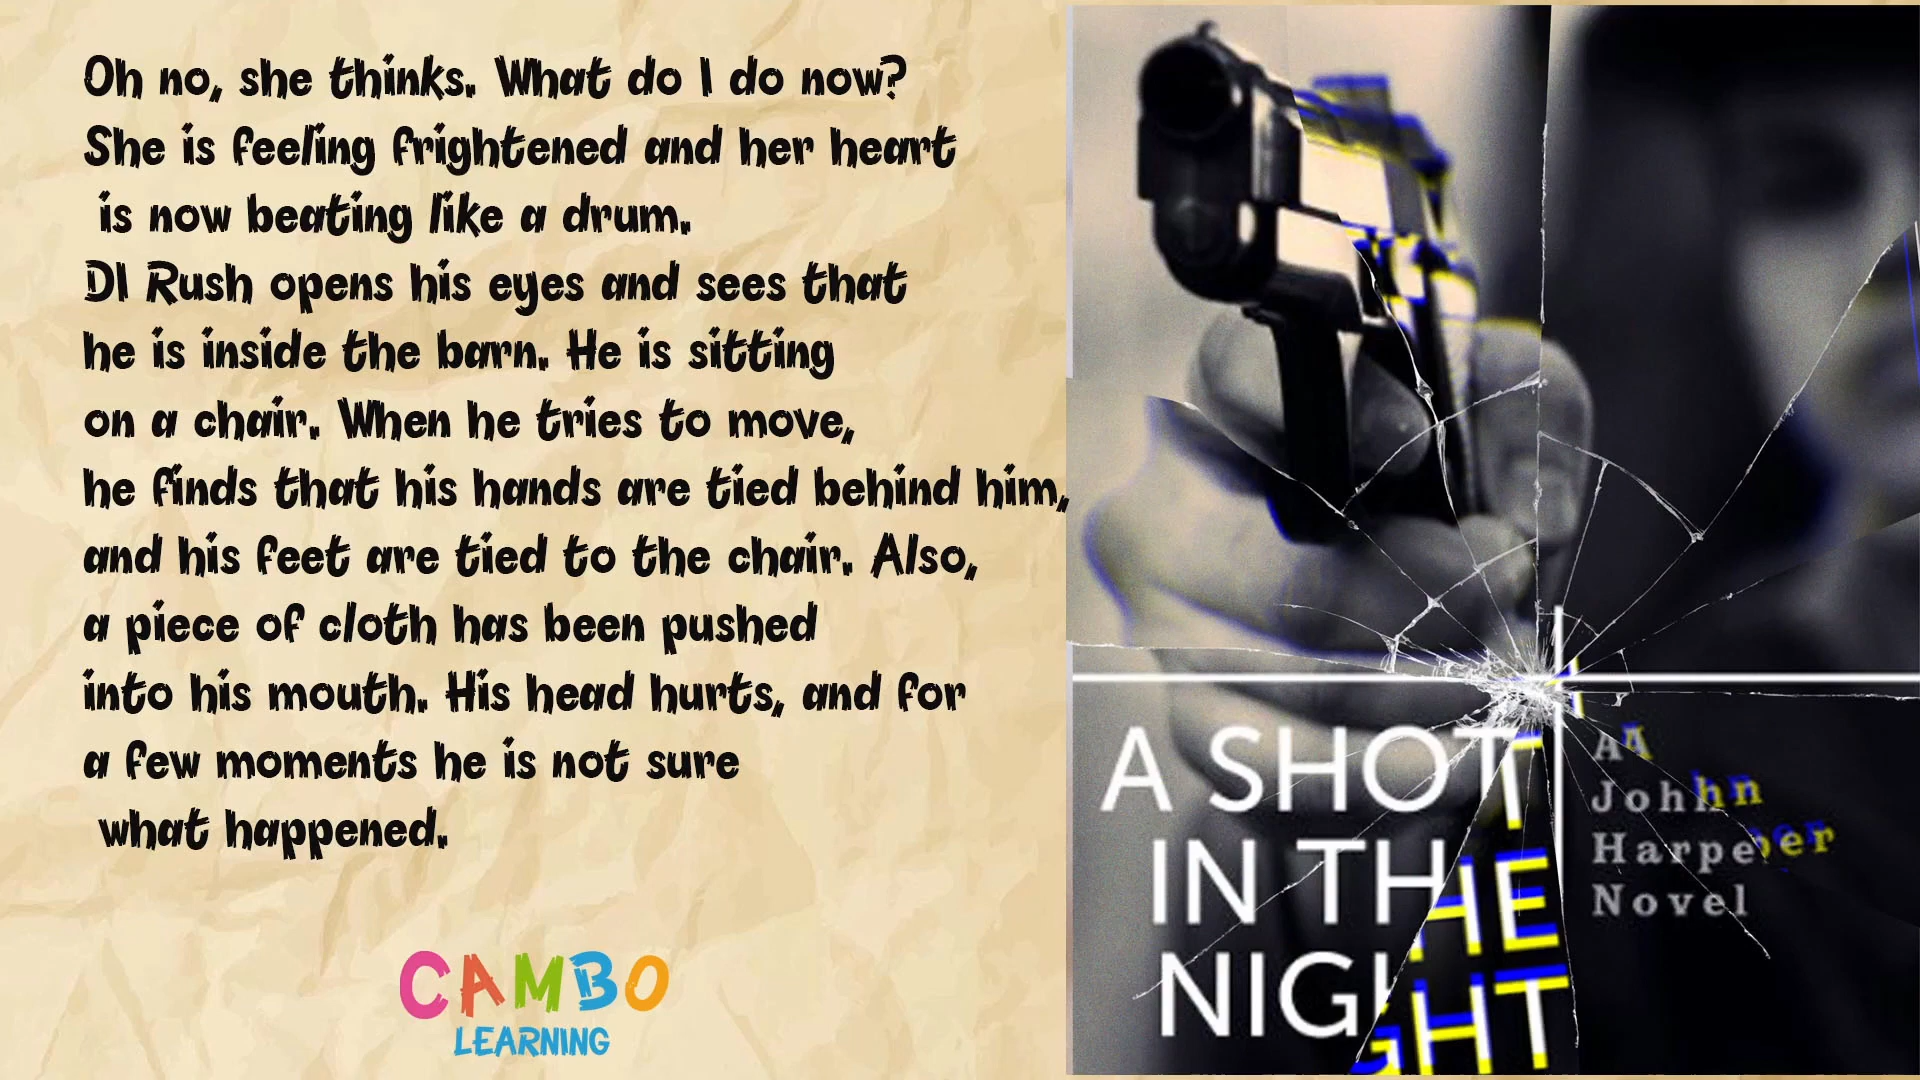 Oh no, she thinks. What do I do now?
She is feeling frightened and her heart
is now beating like a drum.
DI Rush opens his eyes and sees that
he is inside the barn. He is sitting
on a chair. When he tries to move,
he finds that his hands are tied behind him,
and his feet are tied to the chair. Also,
a piece of cloth has been pushed
into his mouth. His head hurts, and for
a few moments he is not sure
what happened.
CAMBO
LEARNING
A SHOT
IN THE
NIGHT
A
John
Harper
Novel